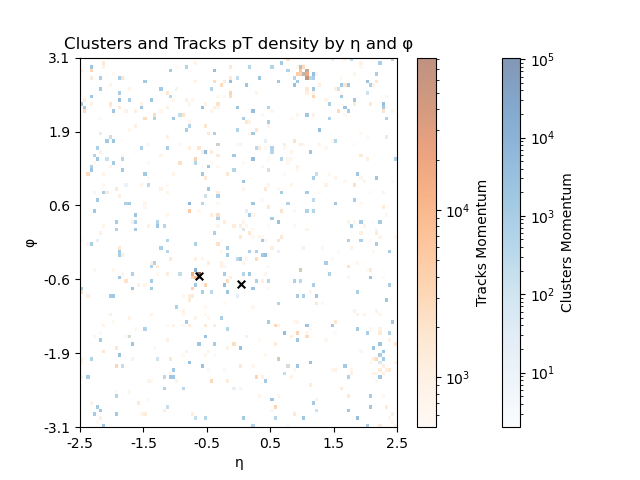 Clusters and Tracks pT density by η and φ
3.1
1.9
0.6
-0.6
-1.9
-3.1
φ
-2.5 -1.5 -0.5 0.5 1.5 2.5
η
10^4
10^3
Tracks Momentum
10^5
10^4
10^3
10^2
10^1
Clusters Momentum